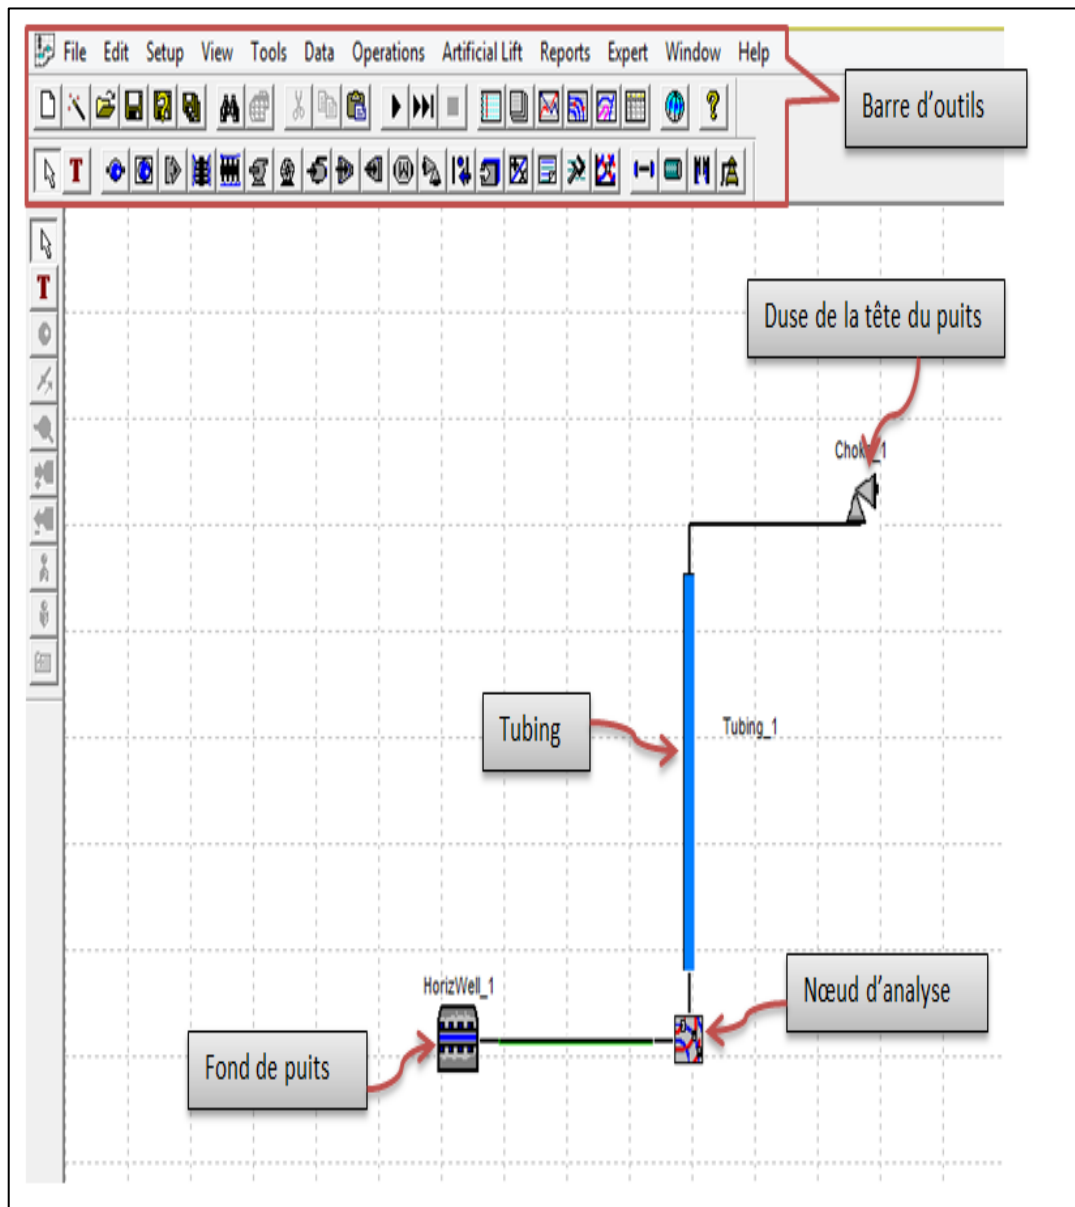 File Edit Setup View Tools Data Operations Artificial Lift Reports Expert Window Help
Barre d'outils
T
T
Duse de la tête du puits
Tubing
Tubing_1
HorizWell_1
Nœud d'analyse
Fond de puits